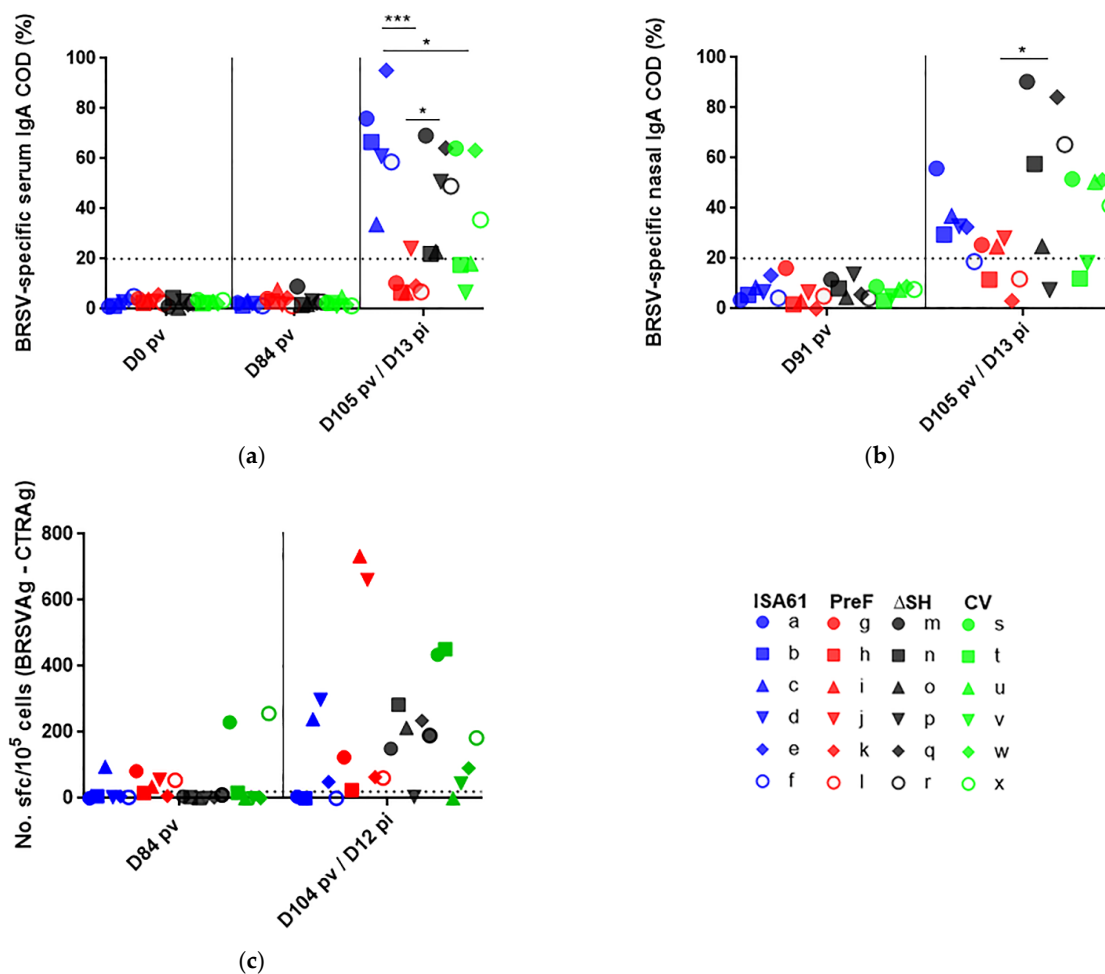 (a)
BRSV-specific serum IgA COD (%)
100
80
60
40
20
0
***
*
*
D0 pv
D84 pv
D105 pv / D13 pi
(b)
BRSV-specific nasal IgA COD (%)
100
80
60
40
20
0
*
D91 pv
D105 pv / D13 pi
(c)
No. sfc/10⁵ cells (BRSVAg - CTRAg)
800
600
400
200
0
D84 pv
D104 pv / D12 pi
ISA61 PreF ΔSH CV
a g m s
b h n t
c i o u
d j p v
e k q w
f l r x